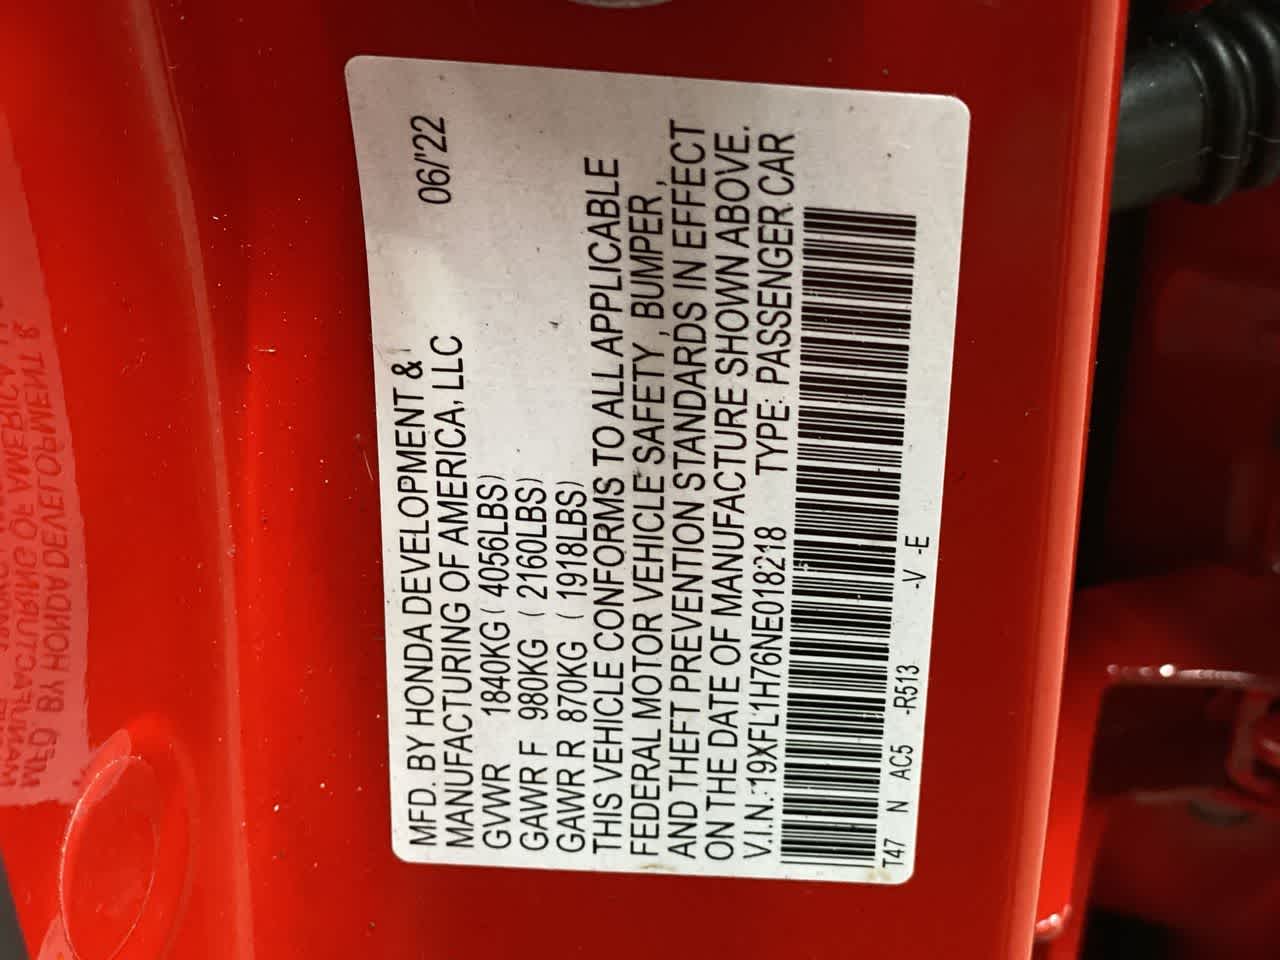 MFD. BY HONDA DEVELOPMENT &
MANUFACTURING OF AMERICA, LLC 06/'22
GVWR 1840KG ( 4056LBS)
GAWR F 980KG ( 2160LBS)
GAWR R 870KG ( 1918LBS)
THIS VEHICLE CONFORMS TO ALL APPLICABLE
FEDERAL MOTOR VEHICLE SAFETY , BUMPER ,
AND THEFT PREVENTION STANDARDS IN EFFECT
ON THE DATE OF MANUFACTURE SHOWN ABOVE.
V.I.N.: 19XFL1H76NE018218 TYPE: PASSENGER CAR
T47 N AC5 -R513 -V -E